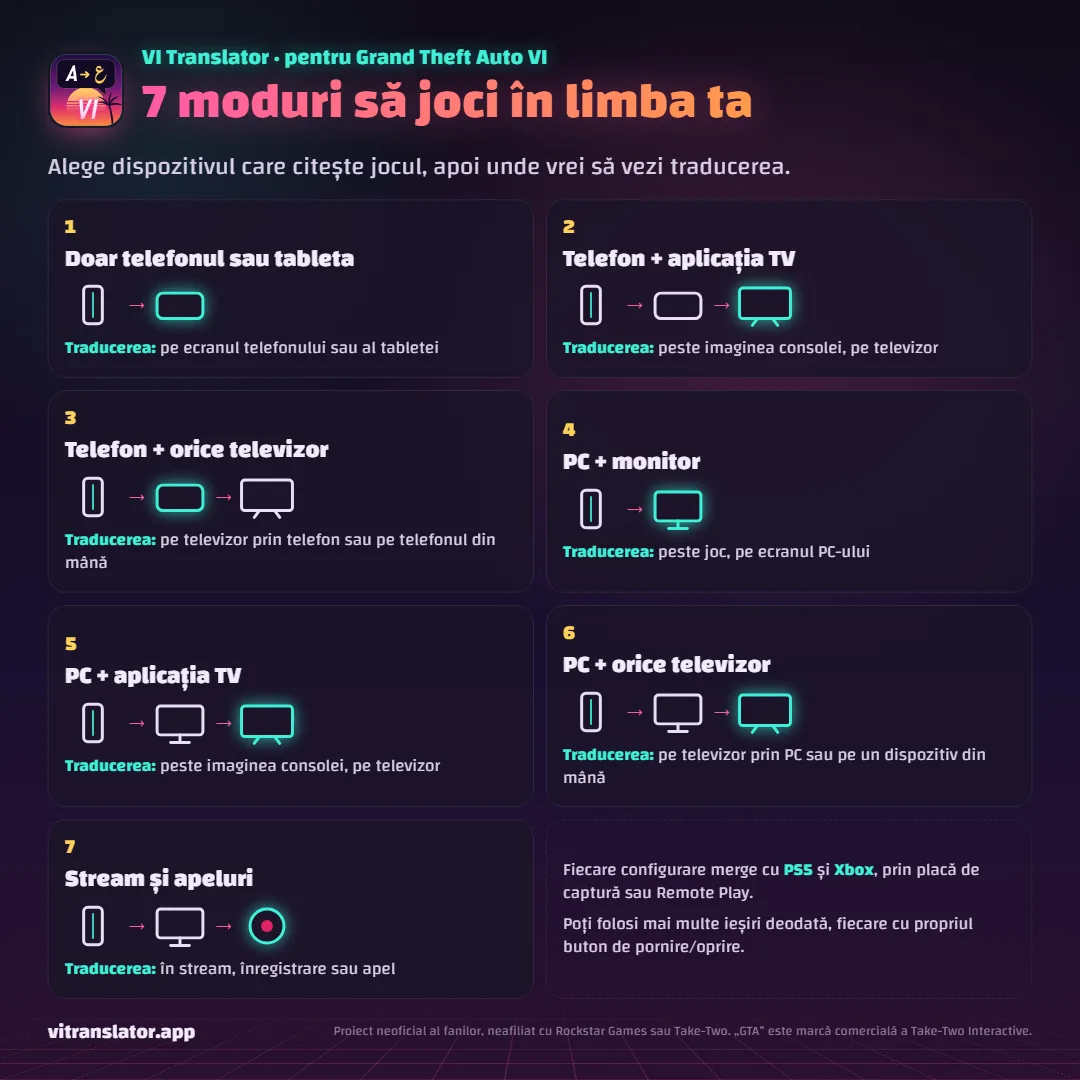 A→ع
VI
VI Translator · pentru Grand Theft Auto VI
7 moduri să joci în limba ta
Alege dispozitivul care citește jocul, apoi unde vrei să vezi traducerea.
1
Doar telefonul sau tableta
→
Traducerea: pe ecranul telefonului sau al tabletei
2
Telefon + aplicația TV
→ →
Traducerea: peste imaginea consolei, pe televizor
3
Telefon + orice televizor
→ →
Traducerea: pe televizor prin telefon sau pe telefonul din
mână
4
PC + monitor
→
Traducerea: peste joc, pe ecranul PC-ului
5
PC + aplicația TV
→ →
Traducerea: peste imaginea consolei, pe televizor
6
PC + orice televizor
→ →
Traducerea: pe televizor prin PC sau pe un dispozitiv din
mână
7
Stream și apeluri
→ →
Traducerea: în stream, înregistrare sau apel
Fiecare configurare merge cu PS5 și Xbox, prin placă de
captură sau Remote Play.
Poți folosi mai multe ieșiri deodată, fiecare cu propriul
buton de pornire/oprire.
vitranslator.app
Proiect neoficial al fanilor, neafiliat cu Rockstar Games sau Take-Two. „GTA” este marcă comercială a Take-Two Interactive.